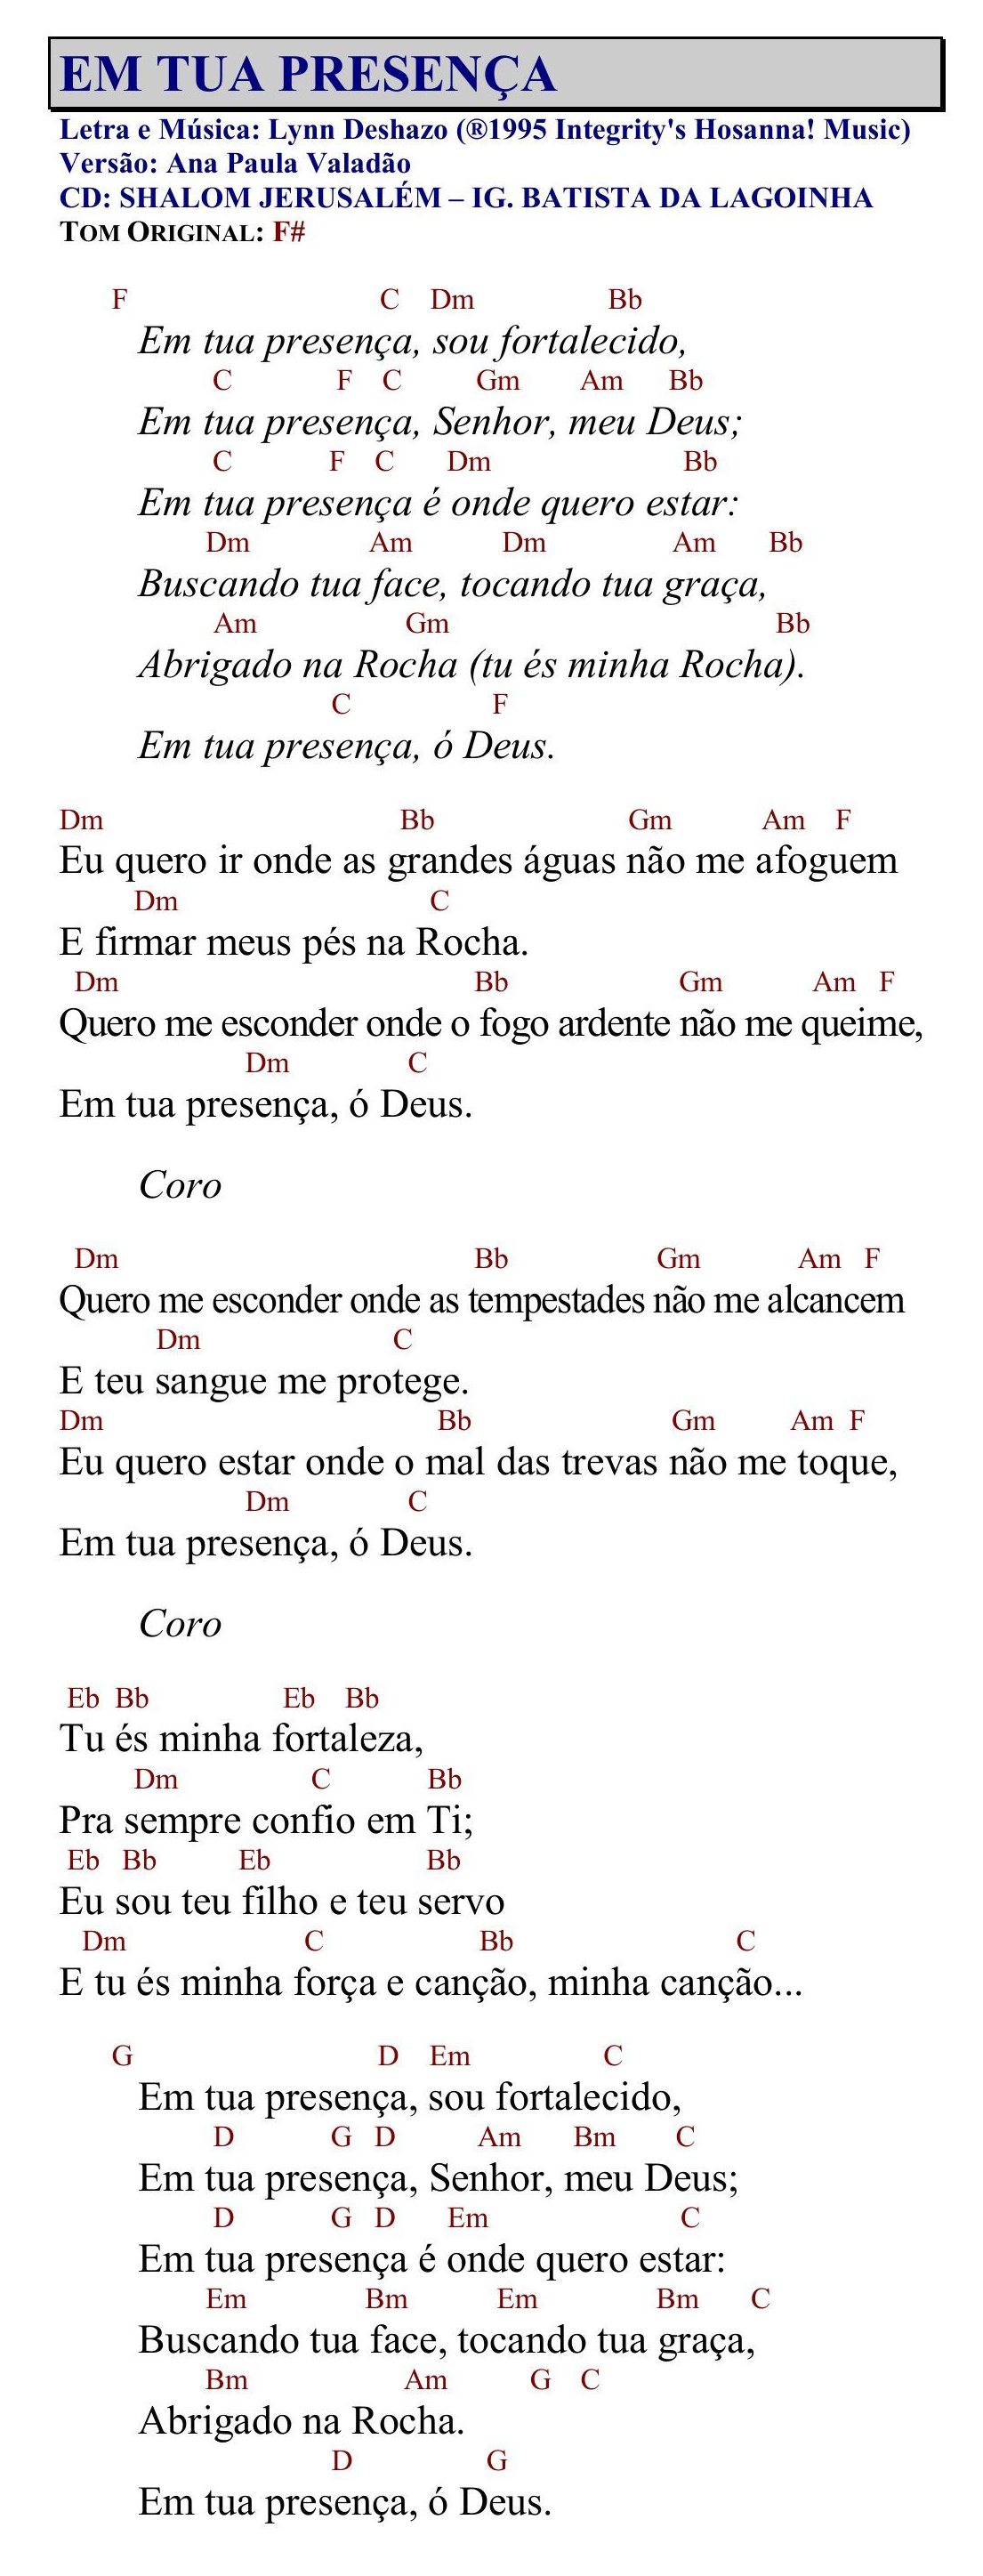 EM TUA PRESENÇA
Letra e Música: Lynn Deshazo (®1995 Integrity's Hosanna! Music)
Versão: Ana Paula Valadão
CD: SHALOM JERUSALÉM – IG. BATISTA DA LAGOINHA
TOM ORIGINAL: F#
F C Dm Bb
Em tua presença, sou fortalecido,
C F C Gm Am Bb
Em tua presença, Senhor, meu Deus;
C F C Dm Bb
Em tua presença é onde quero estar:
Dm Am Dm Am Bb
Buscando tua face, tocando tua graça,
Am Gm Bb
Abrigado na Rocha (tu és minha Rocha).
C F
Em tua presença, ó Deus.
Dm Bb Gm Am F
Eu quero ir onde as grandes águas não me afoguem
Dm C
E firmar meus pés na Rocha.
Dm Bb Gm Am F
Quero me esconder onde o fogo ardente não me queime,
Dm C
Em tua presença, ó Deus.
Coro
Dm Bb Gm Am F
Quero me esconder onde as tempestades não me alcancem
Dm C
E teu sangue me protege.
Dm Bb Gm Am F
Eu quero estar onde o mal das trevas não me toque,
Dm C
Em tua presença, ó Deus.
Coro
Eb Bb Eb Bb
Tu és minha fortaleza,
Dm C Bb
Pra sempre confio em Ti;
Eb Bb Eb Bb
Eu sou teu filho e teu servo
Dm C Bb C
E tu és minha força e canção, minha canção...
G D Em C
Em tua presença, sou fortalecido,
D G D Am Bm C
Em tua presença, Senhor, meu Deus;
D G D Em C
Em tua presença é onde quero estar:
Em Bm Em Bm C
Buscando tua face, tocando tua graça,
Bm Am G C
Abrigado na Rocha.
D G
Em tua presença, ó Deus.